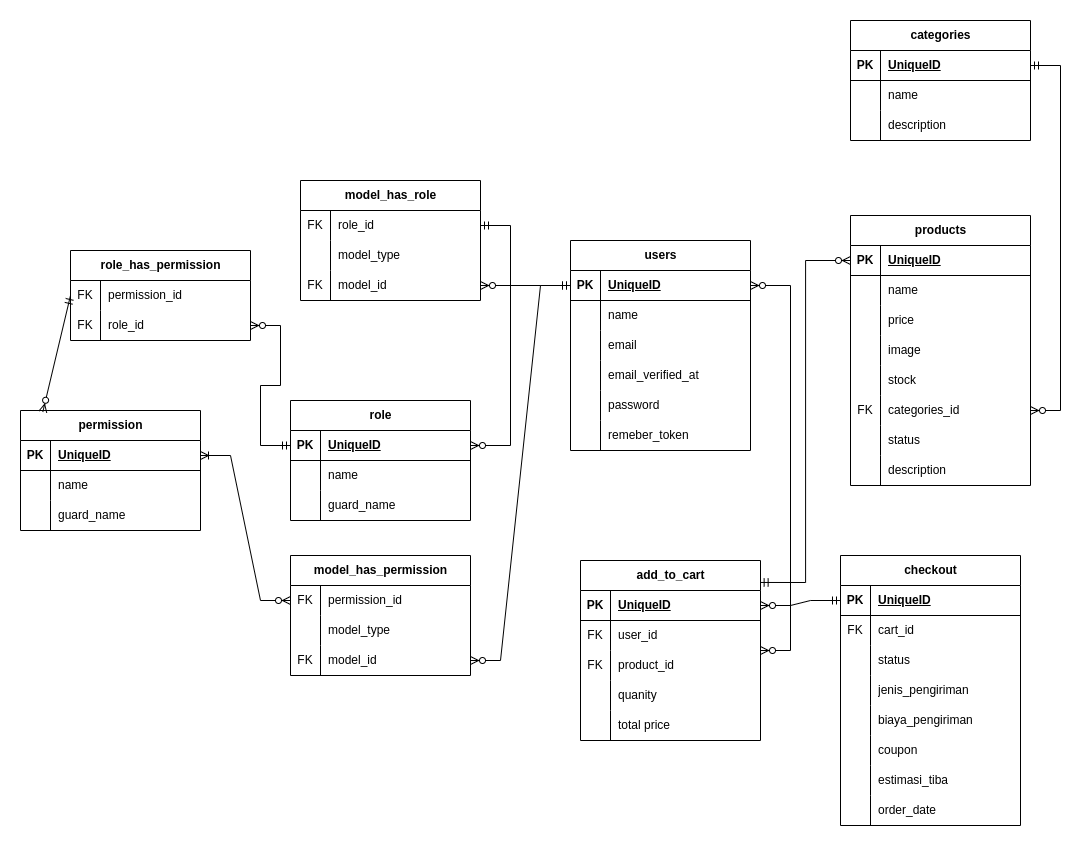 categories
PK UniqueID
name
description
model_has_role
FK role_id
model_type
FK model_id
role_has_permission
FK permission_id
FK role_id
users
PK UniqueID
name
email
email_verified_at
password
remeber_token
products
PK UniqueID
name
price
image
stock
FK categories_id
status
description
permission
PK UniqueID
name
guard_name
role
PK UniqueID
name
guard_name
model_has_permission
FK permission_id
model_type
FK model_id
add_to_cart
PK UniqueID
FK user_id
FK product_id
quanity
total price
checkout
PK UniqueID
FK cart_id
status
jenis_pengiriman
biaya_pengiriman
coupon
estimasi_tiba
order_date